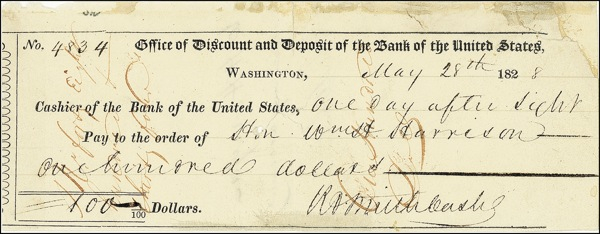 No. 4834 Office of Discount and Deposit of the Bank of the United States,
Washington, May 28th 1828
Cashier of the Bank of the United States, one day after sight
Pay to the order of Hon Wm H Harrison
one hundred dollars
100 /100 Dollars. Cash